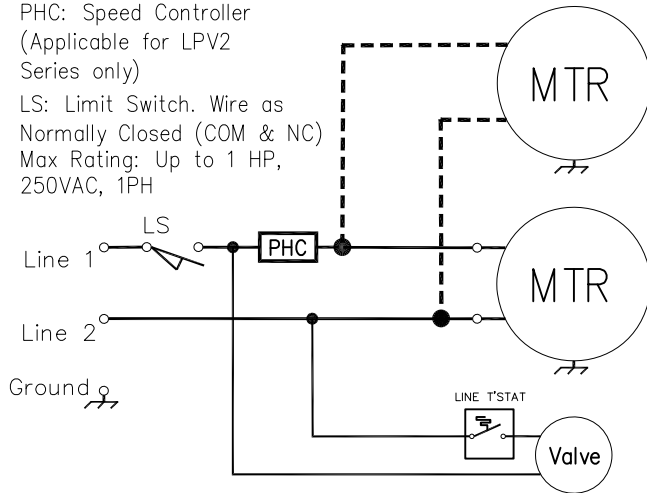 PHC: Speed Controller
(Applicable for LPV2
Series only)
LS: Limit Switch. Wire as
Normally Closed (COM & NC)
Max Rating: Up to 1 HP,
250VAC, 1PH
MTR
LS
Line 1
PHC
MTR
Line 2
Ground
LINE T'STAT
Valve